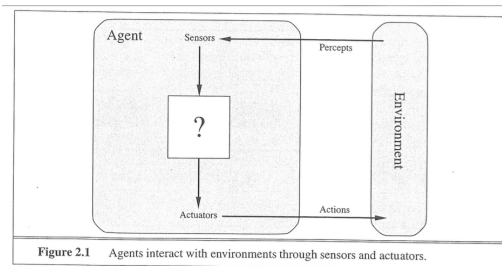 Agent
Sensors
Percepts
?
Environment
Actuators
Actions
Figure 2.1 Agents interact with environments through sensors and actuators.